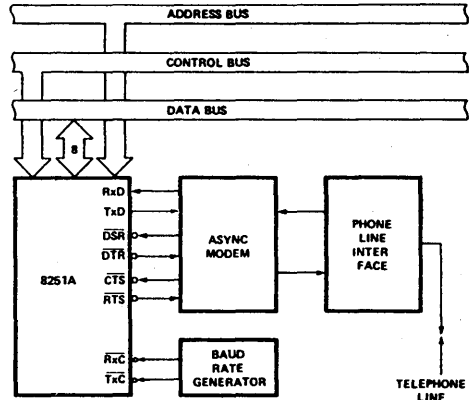 ADDRESS BUS
CONTROL BUS
DATA BUS
8
8251A
RxD
TxD
DSR
DTR
CTS
RTS
RxC
TxC
ASYNC
MODEM
PHONE
LINE
INTER
FACE
BAUD
RATE
GENERATOR
TELEPHONE
LINE